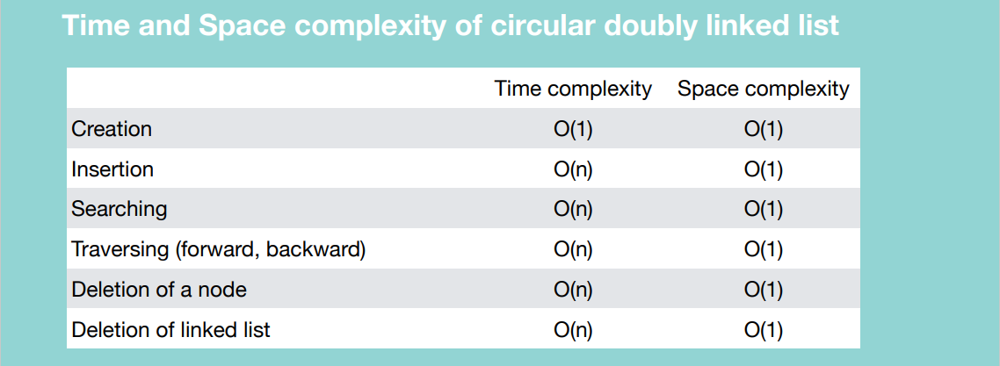 Time and Space complexity of circular doubly linked list
Time complexity Space complexity
Creation O(1) O(1)
Insertion O(n) O(1)
Searching O(n) O(1)
Traversing (forward, backward) O(n) O(1)
Deletion of a node O(n) O(1)
Deletion of linked list O(n) O(1)